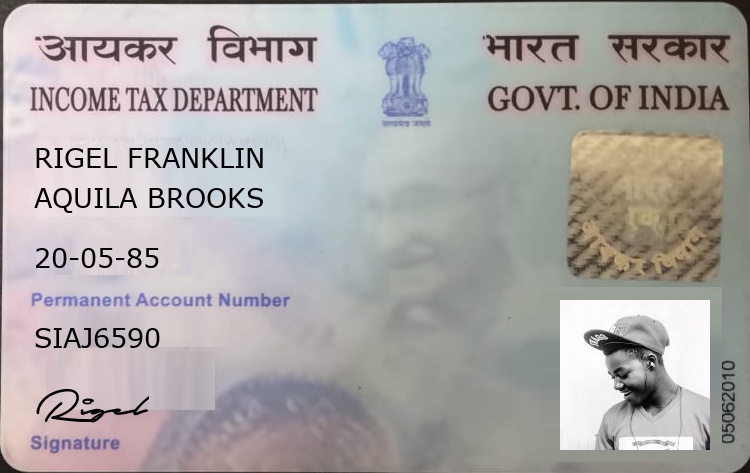 आयकर विभाग
भारत सरकार
INCOME TAX DEPARTMENT
GOVT. OF INDIA
सत्यमेव जयते
RIGEL FRANKLIN
AQUILA BROOKS
20-05-85
Permanent Account Number
SIAJ6590
Rigel
Signature
05062010